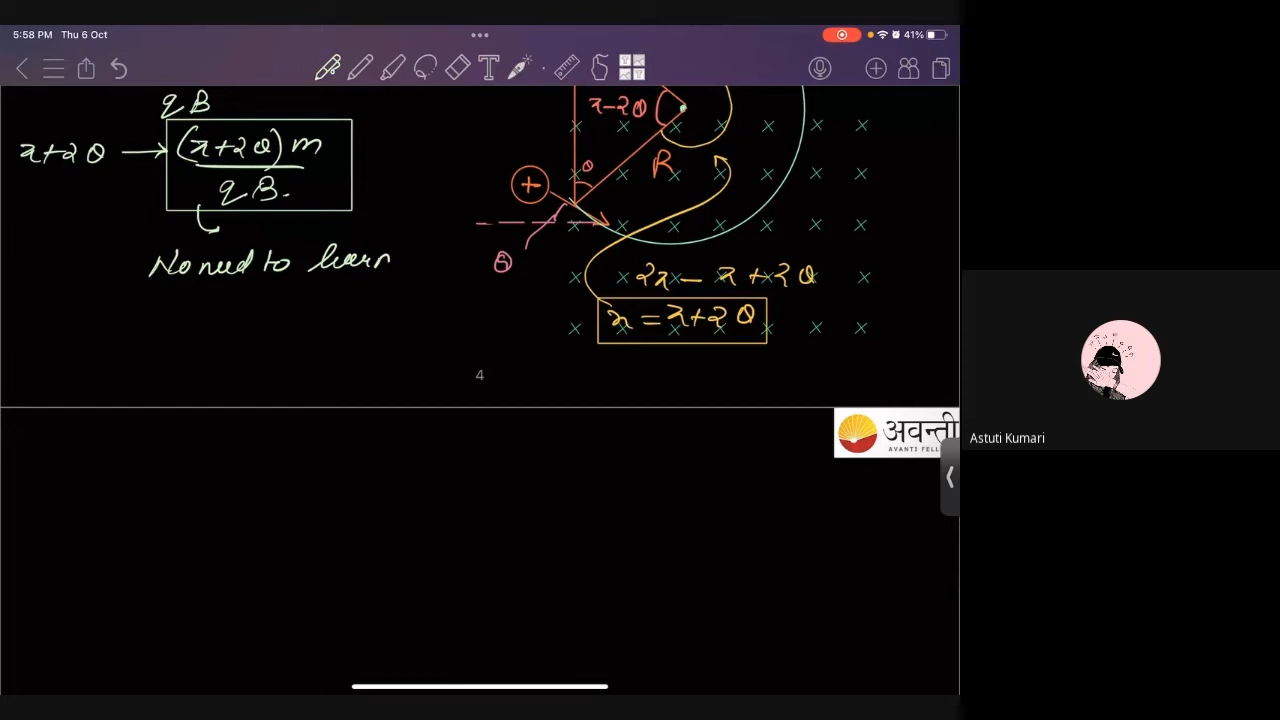 5:58 PM Thu 6 Oct
41%
qB
π+2θ → (π+2θ)m
qB.
No need to learn
π-2θ
θ
R
+
θ
2π - π + 2θ
x = π+2θ
4
अवन्ती
AVANTI FELL
Astuti Kumari